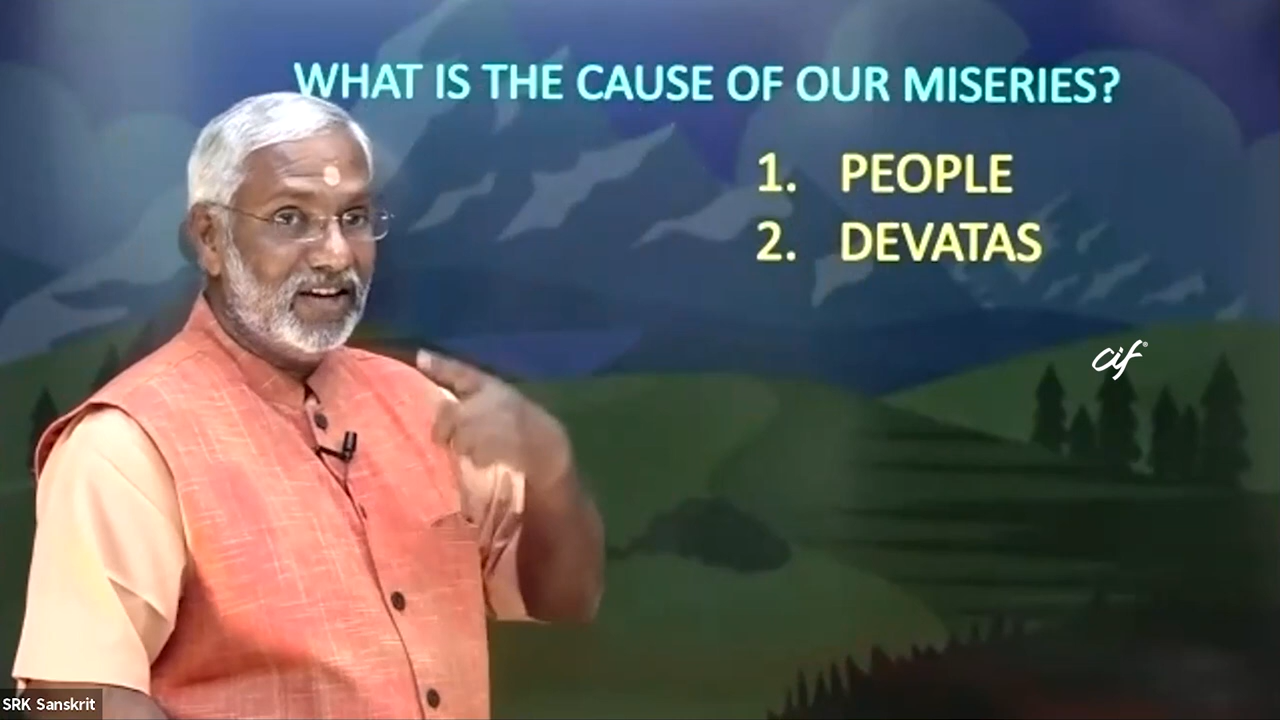 WHAT IS THE CAUSE OF OUR MISERIES?
1. PEOPLE
2. DEVATAS
cif
SRK Sanskrit